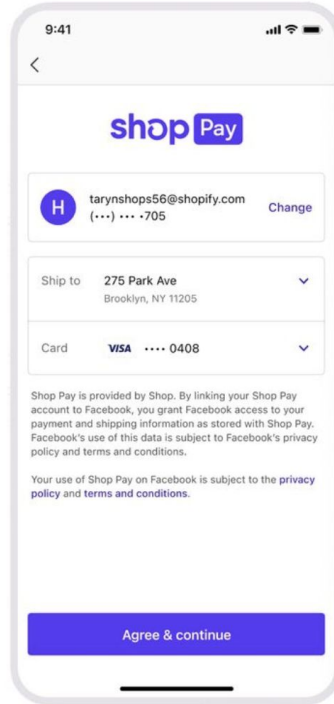 9:41
shop Pay
H
tarynshops56@shopify.com
(•••) ••• •705
Change
Ship to
275 Park Ave
Brooklyn, NY 11205
Card
VISA •••• 0408
Shop Pay is provided by Shop. By linking your Shop Pay
account to Facebook, you grant Facebook access to your
payment and shipping information as stored with Shop Pay.
Facebook's use of this data is subject to Facebook's privacy
policy and terms and conditions.
Your use of Shop Pay on Facebook is subject to the privacy
policy and terms and conditions.
Agree & continue